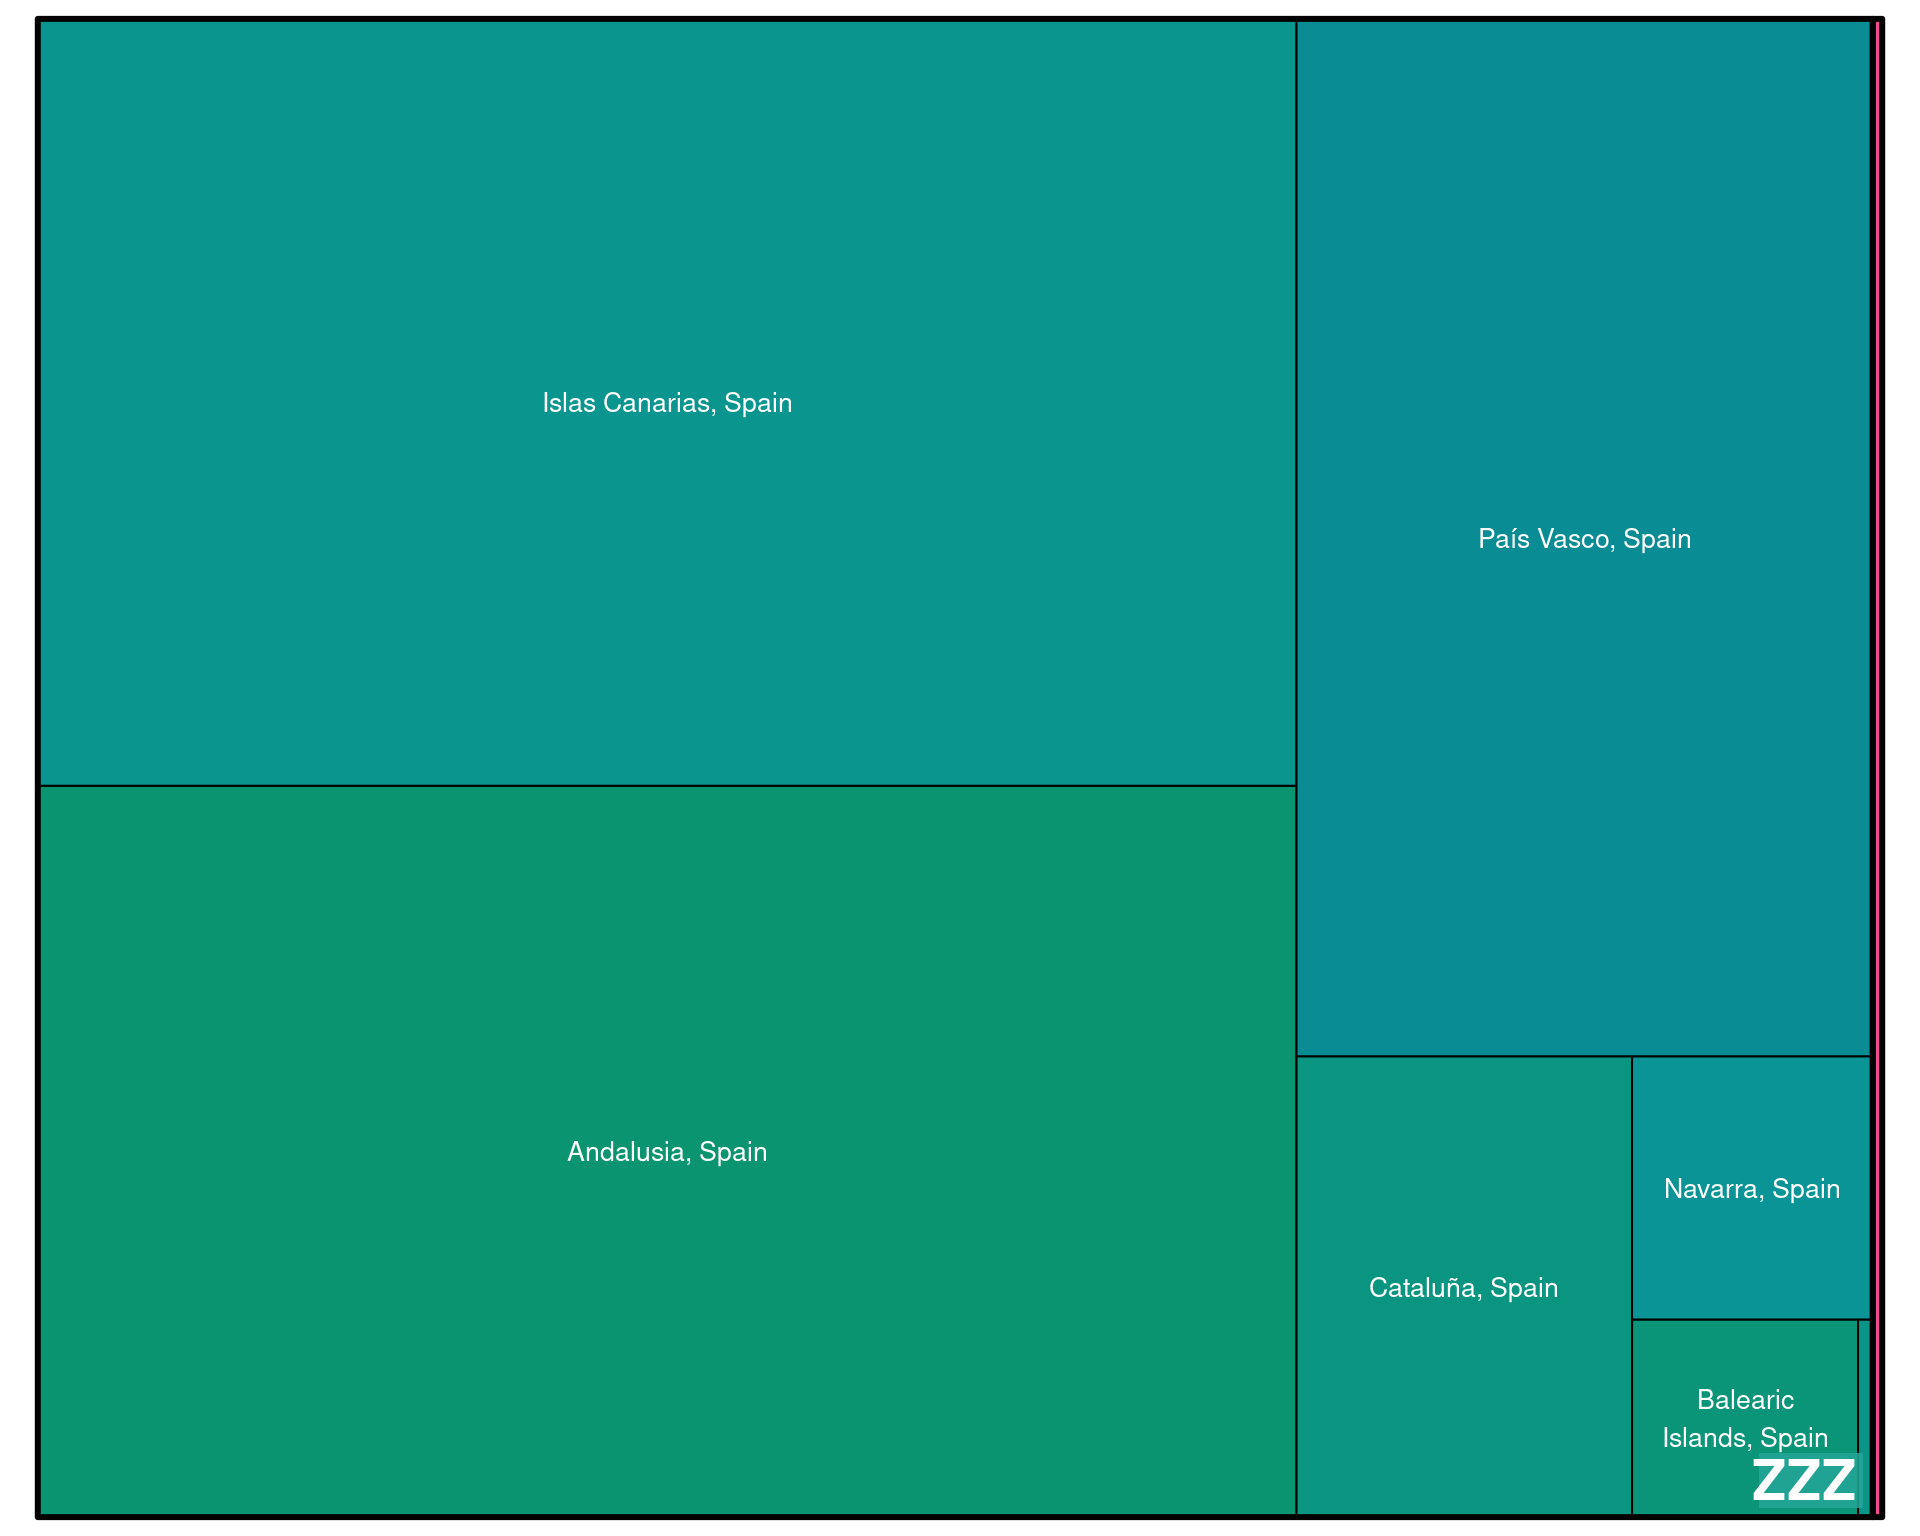 Islas Canarias, Spain
País Vasco, Spain
Andalusia, Spain
Navarra, Spain
Cataluña, Spain
Balearic
Islands, Spain
ZZZ